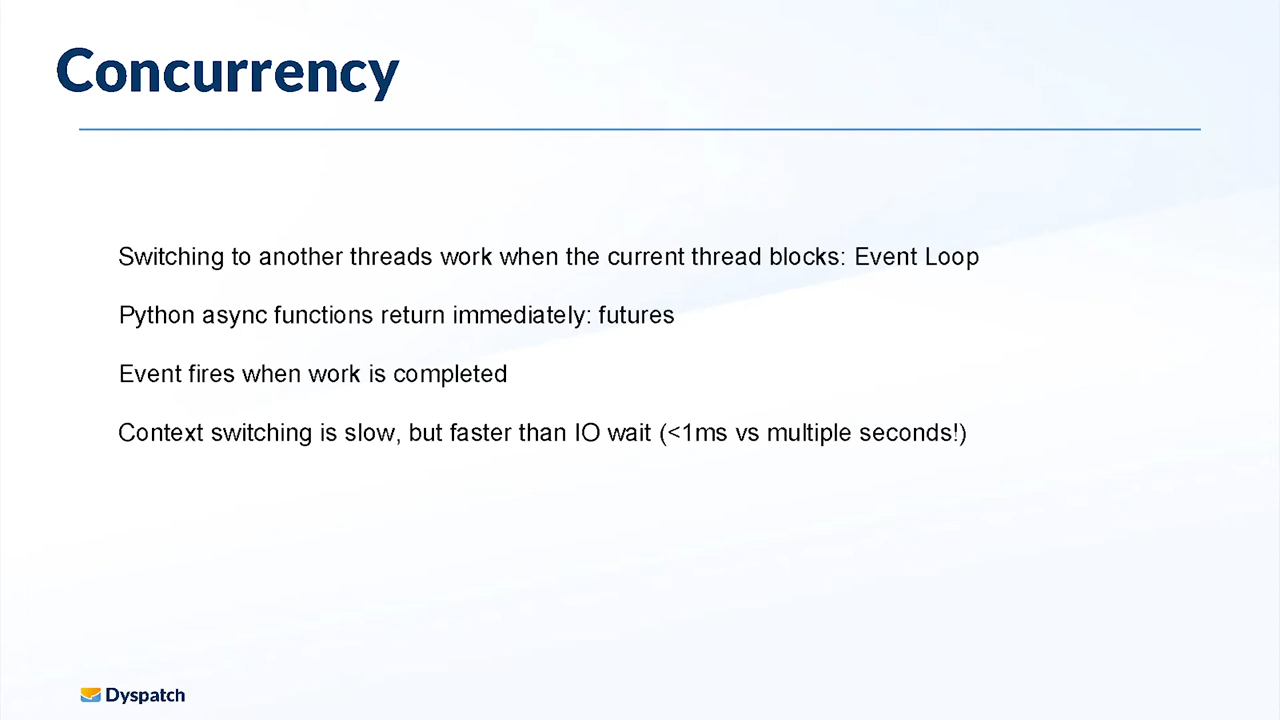 Concurrency
Switching to another threads work when the current thread blocks: Event Loop
Python async functions return immediately: futures
Event fires when work is completed
Context switching is slow, but faster than IO wait (<1ms vs multiple seconds!)
Dyspatch